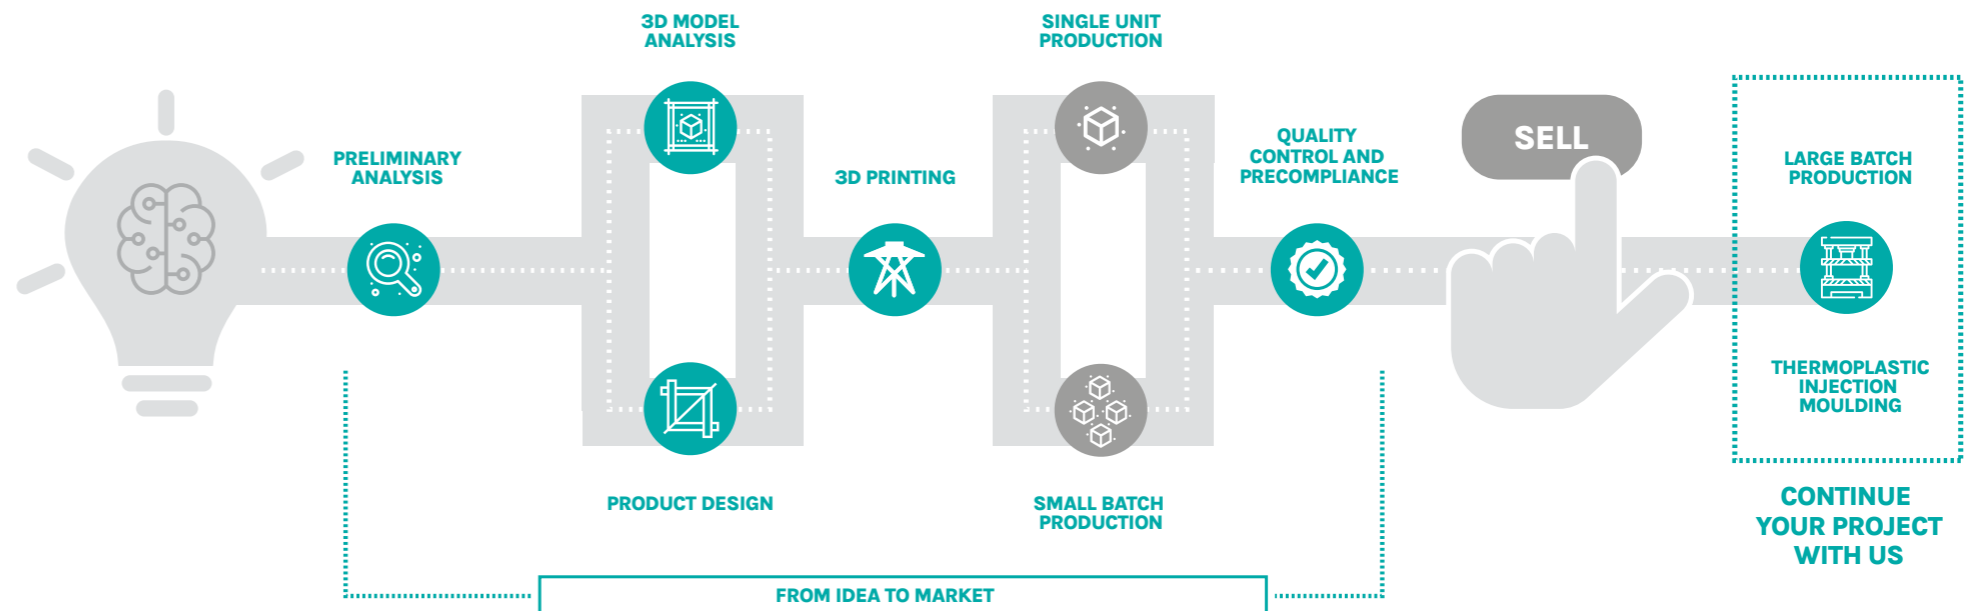 3D MODEL
ANALYSIS
SINGLE UNIT
PRODUCTION
PRELIMINARY
ANALYSIS
3D PRINTING
QUALITY
CONTROL AND
PRECOMPLIANCE
SELL
LARGE BATCH
PRODUCTION
THERMOPLASTIC
INJECTION
MOULDING
PRODUCT DESIGN
SMALL BATCH
PRODUCTION
CONTINUE
YOUR PROJECT
WITH US
FROM IDEA TO MARKET